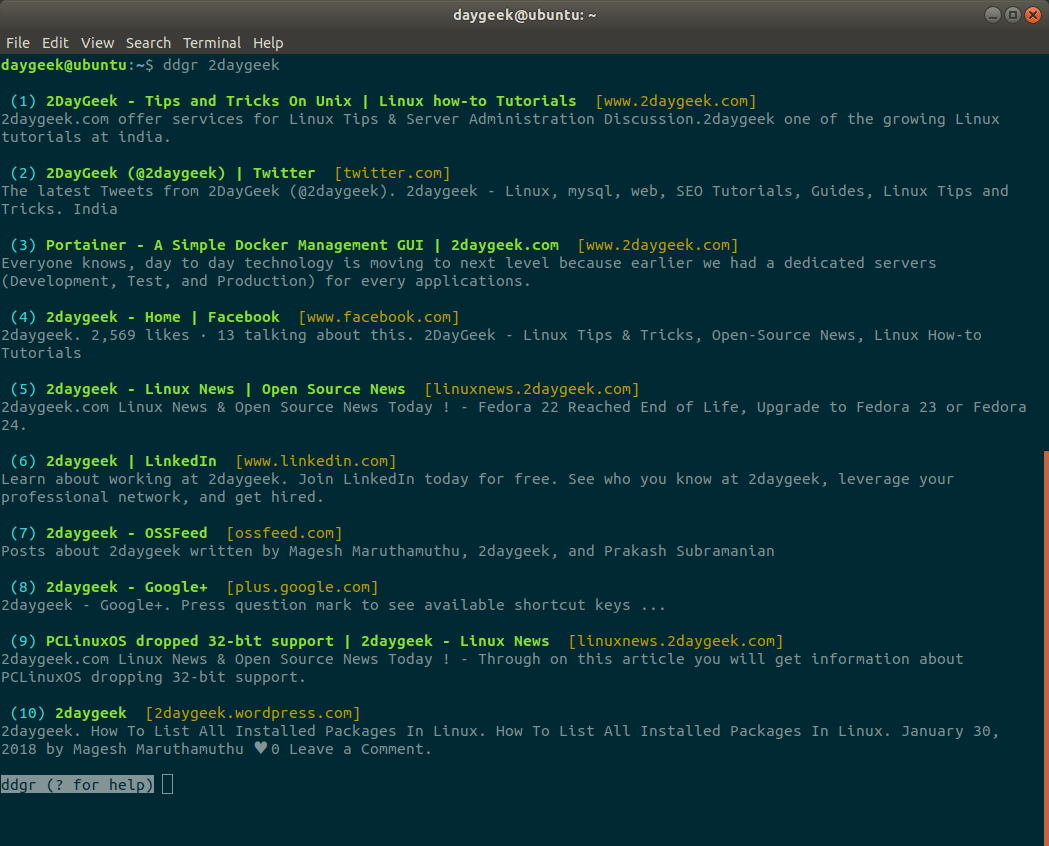 daygeek@ubuntu: ~
File Edit View Search Terminal Help
daygeek@ubuntu:~$ ddgr 2daygeek
(1) 2DayGeek - Tips and Tricks On Unix | Linux how-to Tutorials [www.2daygeek.com]
2daygeek.com offer services for Linux Tips & Server Administration Discussion.2daygeek one of the growing Linux
tutorials at india.
(2) 2DayGeek (@2daygeek) | Twitter [twitter.com]
The latest Tweets from 2DayGeek (@2daygeek). 2daygeek - Linux, mysql, web, SEO Tutorials, Guides, Linux Tips and
Tricks. India
(3) Portainer - A Simple Docker Management GUI | 2daygeek.com [www.2daygeek.com]
Everyone knows, day to day technology is moving to next level because earlier we had a dedicated servers
(Development, Test, and Production) for every applications.
(4) 2daygeek - Home | Facebook [www.facebook.com]
2daygeek. 2,569 likes · 13 talking about this. 2DayGeek - Linux Tips & Tricks, Open-Source News, Linux How-to
Tutorials
(5) 2daygeek - Linux News | Open Source News [linuxnews.2daygeek.com]
2daygeek.com Linux News & Open Source News Today ! - Fedora 22 Reached End of Life, Upgrade to Fedora 23 or Fedora
24.
(6) 2daygeek | LinkedIn [www.linkedin.com]
Learn about working at 2daygeek. Join LinkedIn today for free. See who you know at 2daygeek, leverage your
professional network, and get hired.
(7) 2daygeek - OSSFeed [ossfeed.com]
Posts about 2daygeek written by Magesh Maruthamuthu, 2daygeek, and Prakash Subramanian
(8) 2daygeek - Google+ [plus.google.com]
2daygeek - Google+. Press question mark to see available shortcut keys ...
(9) PCLinuxOS dropped 32-bit support | 2daygeek - Linux News [linuxnews.2daygeek.com]
2daygeek.com Linux News & Open Source News Today ! - Through on this article you will get information about
PCLinuxOS dropping 32-bit support.
(10) 2daygeek [2daygeek.wordpress.com]
2daygeek. How To List All Installed Packages In Linux. How To List All Installed Packages In Linux. January 30,
2018 by Magesh Maruthamuthu ♥0 Leave a Comment.
ddgr (? for help)